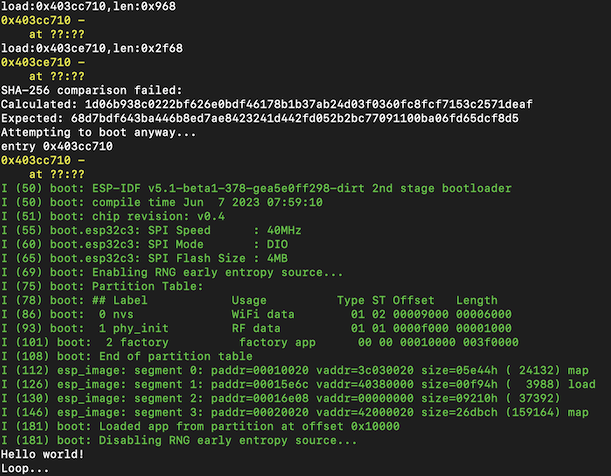 load:0x403cc710,len:0x968
0x403cc710 -
at ??:??
load:0x403ce710,len:0x2f68
0x403ce710 -
at ??:??
SHA-256 comparison failed:
Calculated: 1d06b938c0222bf626e0bdf46178b1b37ab24d03f0360fc8fcf7153c2571deaf
Expected: 68d7bdf643ba446b8ed7ae8423241d442fd052b2bc77091100ba06fd65dcf8d5
Attempting to boot anyway...
entry 0x403cc710
0x403cc710 -
at ??:??
I (50) boot: ESP-IDF v5.1-beta1-378-gea5e0ff298-dirt 2nd stage bootloader
I (50) boot: compile time Jun  7 2023 07:59:10
I (51) boot: chip revision: v0.4
I (55) boot.esp32c3: SPI Speed      : 40MHz
I (60) boot.esp32c3: SPI Mode       : DIO
I (65) boot.esp32c3: SPI Flash Size : 4MB
I (69) boot: Enabling RNG early entropy source...
I (75) boot: Partition Table:
I (78) boot: ## Label            Usage          Type ST Offset   Length
I (86) boot:  0 nvs              WiFi data        01 02 00009000 00006000
I (93) boot:  1 phy_init         RF data          01 01 0000f000 00001000
I (101) boot:  2 factory          factory app      00 00 00010000 003f0000
I (108) boot: End of partition table
I (112) esp_image: segment 0: paddr=00010020 vaddr=3c030020 size=05e44h ( 24132) map
I (126) esp_image: segment 1: paddr=00015e6c vaddr=40380000 size=00f94h (  3988) load
I (130) esp_image: segment 2: paddr=00016e08 vaddr=00000000 size=09210h ( 37392)
I (146) esp_image: segment 3: paddr=00020020 vaddr=42000020 size=26dbch (159164) map
I (181) boot: Loaded app from partition at offset 0x10000
I (181) boot: Disabling RNG early entropy source...
Hello world!
Loop...